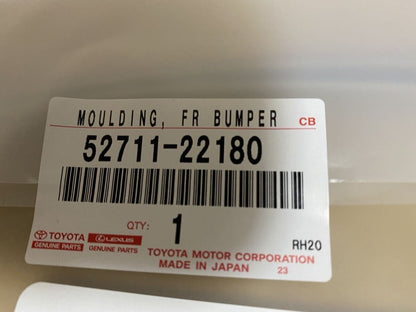 MOULDING, FR BUMPER CB
52711-22180
QTY: 1 RH20
TOYOTA LEXUS
GENUINE PARTS GENUINE PARTS
TOYOTA MOTOR CORPORATION
MADE IN JAPAN 23